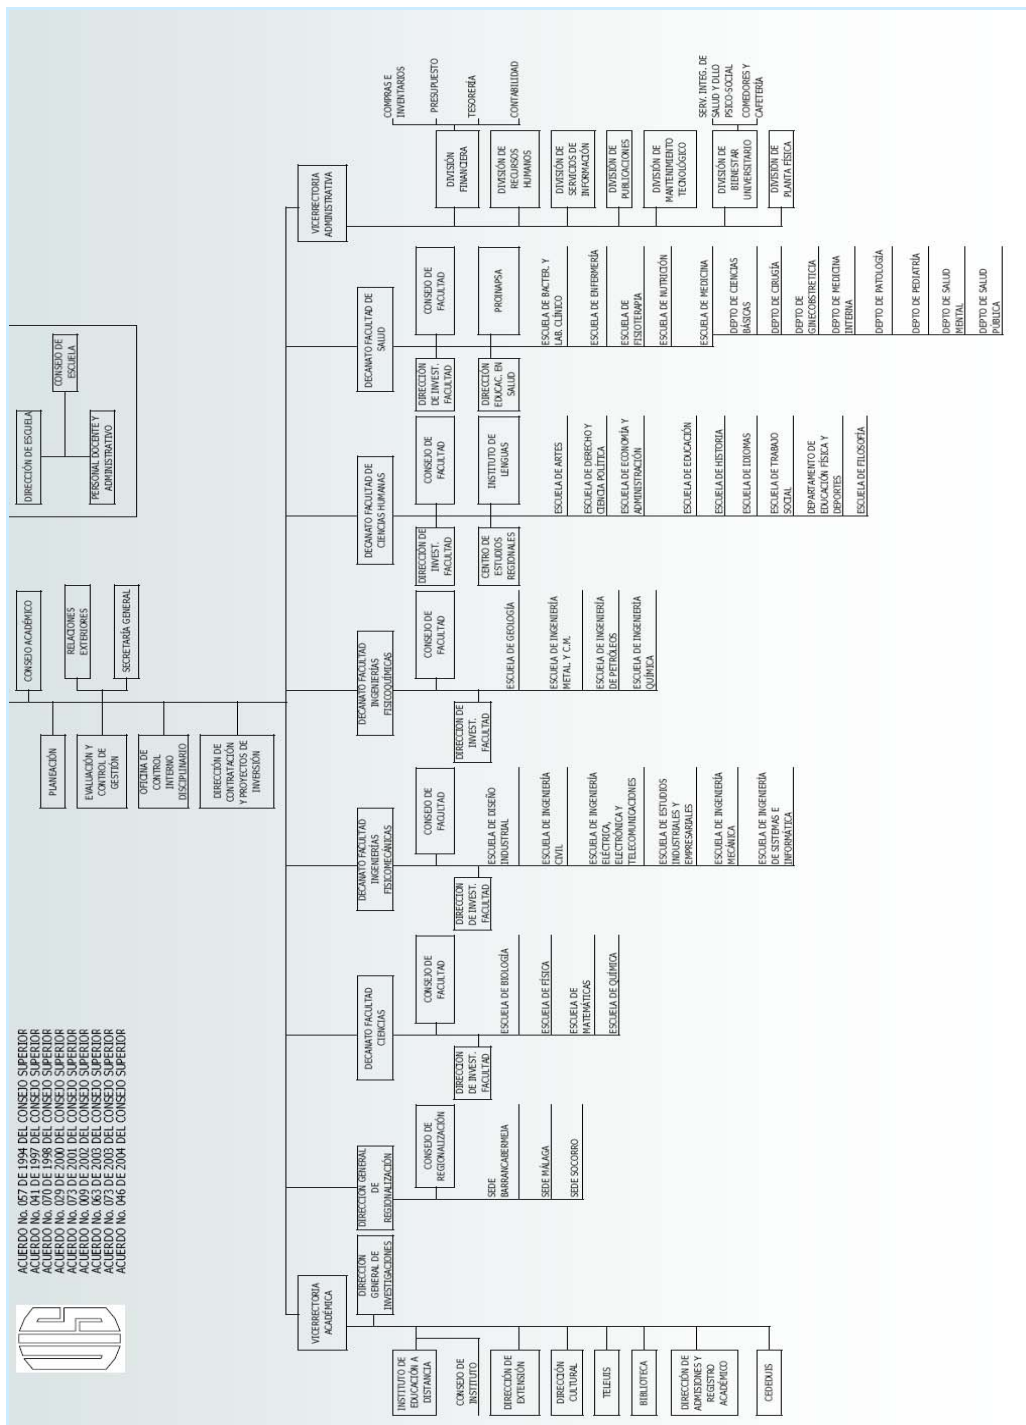 UIS
ACUERDO No. 057 DE 1994 DEL CONSEJO SUPERIOR
ACUERDO No. 041 DE 1997 DEL CONSEJO SUPERIOR
ACUERDO No. 070 DE 1998 DEL CONSEJO SUPERIOR
ACUERDO No. 029 DE 2000 DEL CONSEJO SUPERIOR
ACUERDO No. 073 DE 2001 DEL CONSEJO SUPERIOR
ACUERDO No. 009 DE 2002 DEL CONSEJO SUPERIOR
ACUERDO No. 063 DE 2003 DEL CONSEJO SUPERIOR
ACUERDO No. 073 DE 2003 DEL CONSEJO SUPERIOR
ACUERDO No. 046 DE 2004 DEL CONSEJO SUPERIOR
CONSEJO ACADÉMICO
PLANEACIÓN
RELACIONES
EXTERIORES
EVALUACIÓN Y
CONTROL DE
GESTIÓN
SECRETARÍA GENERAL
OFICINA DE
CONTROL
INTERNO
DISCIPLINARIO
DIRECCIÓN DE
CONTRATACIÓN
Y PROYECTOS DE
INVERSIÓN
DIRECCIÓN DE ESCUELA
CONSEJO DE
ESCUELA
PERSONAL DOCENTE Y
ADMINISTRATIVO
VICERRECTORIA
ACADÉMICA
DIRECCION
GENERAL DE
INVESTIGACIONES
INSTITUTO DE
EDUCACIÓN A
DISTANCIA
CONSEJO DE
INSTITUTO
DIRECCIÓN DE
EXTENSIÓN
DIRECCIÓN
CULTURAL
TELEUIS
BIBLIOTECA
DIRECCIÓN DE
ADMISIONES Y
REGISTRO
ACADÉMICO
CEDEDUIS
DIRECCION GENERAL
DE
REGIONALIZACIÓN
CONSEJO DE
REGIONALIZACIÓN
SEDE
BARRANCABERMEJA
SEDE MÁLAGA
SEDE SOCORRO
DECANATO FACULTAD
CIENCIAS
CONSEJO DE
FACULTAD
DIRECCION
DE INVEST.
FACULTAD
ESCUELA DE BIOLOGÍA
ESCUELA DE FÍSICA
ESCUELA DE
MATEMÁTICAS
ESCUELA DE QUÍMICA
DECANATO FACULTAD
INGENIERÍAS
FISICOMECÁNICAS
CONSEJO DE
FACULTAD
DIRECCION
DE INVEST.
FACULTAD
ESCUELA DE DISEÑO
INDUSTRIAL
ESCUELA DE INGENIERÍA
CIVIL
ESCUELA DE INGENIERÍA
ELÉCTRICA,
ELECTRÓNICA Y
TELECOMUNICACIONES
ESCUELA DE ESTUDIOS
INDUSTRIALES Y
EMPRESARIALES
ESCUELA DE INGENIERÍA
MECÁNICA
ESCUELA DE INGENIERÍA
DE SISTEMAS E
INFORMÁTICA
DECANATO FACULTAD
INGENIERÍAS
FISICOQUÍMICAS
CONSEJO DE
FACULTAD
DIRECCION DE
INVEST.
FACULTAD
ESCUELA DE GEOLOGÍA
ESCUELA DE INGENIERÍA
METAL. Y C.M.
ESCUELA DE INGENIERÍA
DE PETRÓLEOS
ESCUELA DE INGENIERÍA
QUÍMICA
DECANATO FACULTAD DE
CIENCIAS HUMANAS
DIRECCIÓN DE
INVEST.
FACULTAD
CONSEJO DE
FACULTAD
CENTRO DE
ESTUDIOS
REGIONALES
INSTITUTO DE
LENGUAS
ESCUELA DE ARTES
ESCUELA DE DERECHO Y
CIENCIA POLÍTICA
ESCUELA DE ECONOMÍA Y
ADMINISTRACIÓN
ESCUELA DE EDUCACIÓN
ESCUELA DE HISTORIA
ESCUELA DE IDIOMAS
ESCUELA DE TRABAJO
SOCIAL
DEPARTAMENTO DE
EDUCACIÓN FÍSICA Y
DEPORTES
ESCUELA DE FILOSOFÍA
DECANATO FACULTAD DE
SALUD
DIRECCIÓN
DE INVEST.
FACULTAD
CONSEJO DE
FACULTAD
DIRECCIÓN
EDUCAC. EN
SALUD
PROINAPSA
ESCUELA DE BACTER. Y
LAB. CLÍNICO
ESCUELA DE ENFERMERÍA
ESCUELA DE
FISIOTERAPIA
ESCUELA DE NUTRICIÓN
ESCUELA DE MEDICINA
DEPTO DE CIENCIAS
BÁSICAS
DEPTO DE CIRUGÍA
DEPTO DE
GINECOBSTRETICIA
DEPTO DE MEDICINA
INTERNA
DEPTO DE PATOLOGÍA
DEPTO DE PEDIATRÍA
DEPTO DE SALUD
MENTAL
DEPTO DE SALUD
PÚBLICA
VICERRECTORIA
ADMINISTRATIVA
DIVISIÓN
FINANCIERA
COMPRAS E
INVENTARIOS
PRESUPUESTO
TESORERÍA
CONTABILIDAD
DIVISIÓN DE
RECURSOS
HUMANOS
DIVISIÓN DE
SERVICIOS DE
INFORMACIÓN
DIVISIÓN DE
PUBLICACIONES
DIVISIÓN DE
MANTENIMIENTO
TECNOLÓGICO
DIVISIÓN DE
BIENESTAR
UNIVERSITARIO
SERV. INTEG. DE
SALUD Y DLLO
PSICO-SOCIAL
COMEDORES Y
CAFETERÍA
DIVISIÓN DE
PLANTA FÍSICA